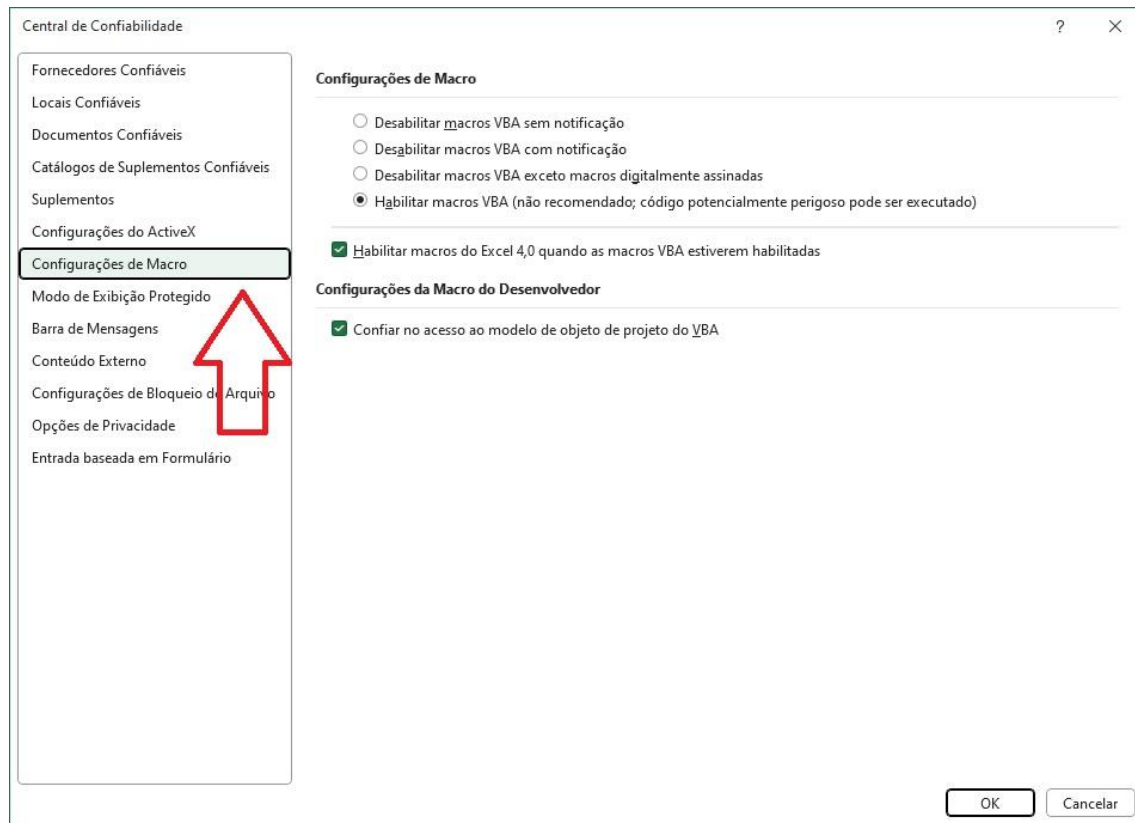 Central de Confiabilidade
?
Fornecedores Confiáveis
Locais Confiáveis
Documentos Confiáveis
Catálogos de Suplementos Confiáveis
Suplementos
Configurações do ActiveX
Configurações de Macro
Modo de Exibição Protegido
Barra de Mensagens
Conteúdo Externo
Configurações de Bloqueio de Arquivo
Opções de Privacidade
Entrada baseada em Formulário
Configurações de Macro
Desabilitar macros VBA sem notificação
Desabilitar macros VBA com notificação
Desabilitar macros VBA exceto macros digitalmente assinadas
Habilitar macros VBA (não recomendado; código potencialmente perigoso pode ser executado)
Habilitar macros do Excel 4,0 quando as macros VBA estiverem habilitadas
Configurações da Macro do Desenvolvedor
Confiar no acesso ao modelo de objeto de projeto do VBA
OK
Cancelar